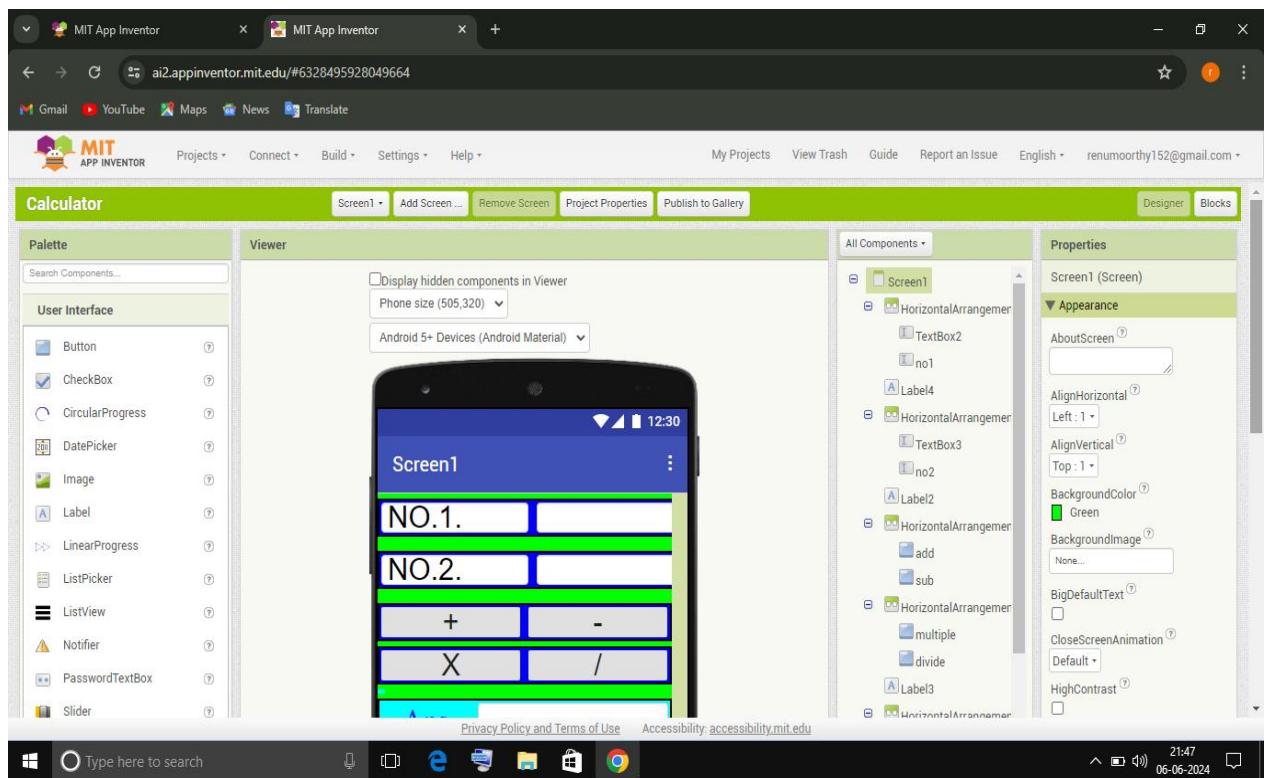 MIT App Inventor
MIT App Inventor
ai2.appinventor.mit.edu/#6328495928049664
Gmail YouTube Maps News Translate
MIT
APP INVENTOR
Projects Connect Build Settings Help My Projects View Trash Guide Report an Issue English renumoorthy152@gmail.com
Calculator Screen1 Add Screen ... Remove Screen Project Properties Publish to Gallery Designer Blocks
Palette
Search Components...
User Interface
Button
CheckBox
CircularProgress
DatePicker
Image
Label
LinearProgress
ListPicker
ListView
Notifier
PasswordTextBox
Slider
Viewer
Display hidden components in Viewer
Phone size (505,320)
Android 5+ Devices (Android Material)
12:30
Screen1
NO.1.
NO.2.
+ -
X /
All Components
Screen1
HorizontalArrangemer
TextBox2
no1
Label4
HorizontalArrangemer
TextBox3
no2
Label2
HorizontalArrangemer
add
sub
HorizontalArrangemer
multiple
divide
Label3
HorizontalArrangemer
Properties
Screen1 (Screen)
Appearance
AboutScreen
AlignHorizontal
Left : 1
AlignVertical
Top : 1
BackgroundColor
Green
BackgroundImage
None...
BigDefaultText
CloseScreenAnimation
Default
HighContrast
Privacy Policy and Terms of Use Accessibility: accessibility.mit.edu
Type here to search
21:47
06-06-2024